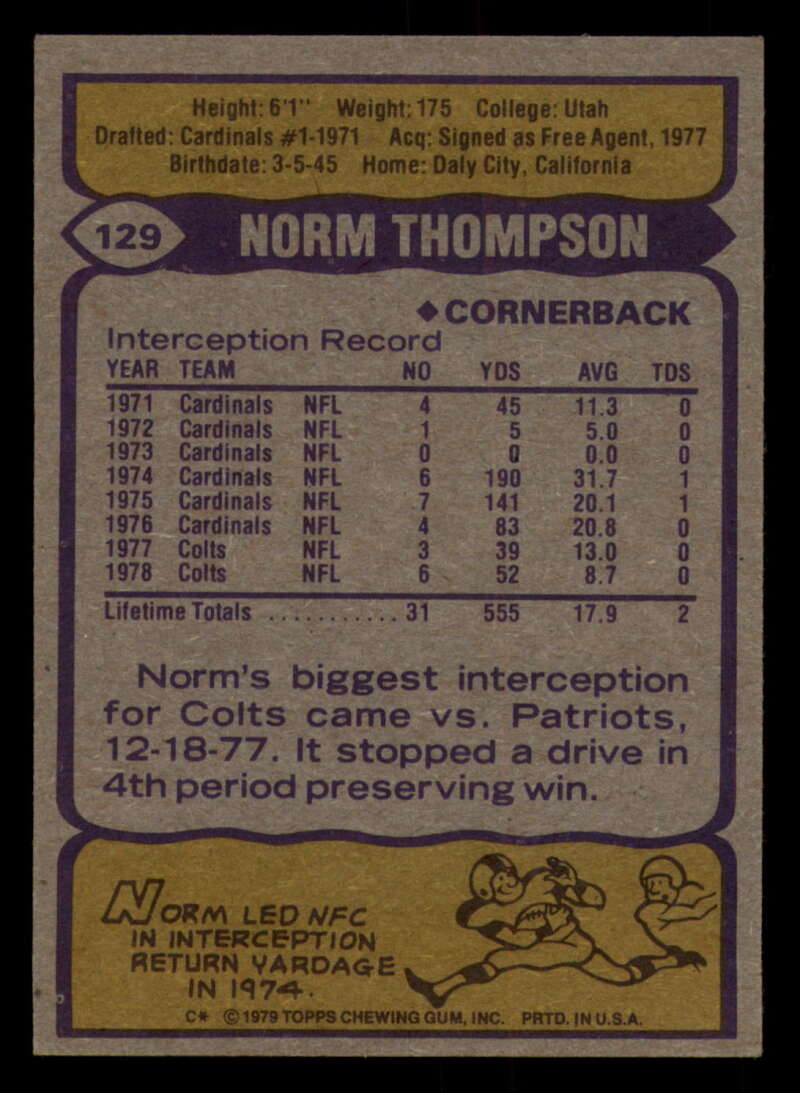 Height: 6'1" Weight: 175 College: Utah
Drafted: Cardinals #1-1971 Acq: Signed as Free Agent, 1977
Birthdate: 3-5-45 Home: Daly City, California
129 NORM THOMPSON
◆ CORNERBACK
Interception Record
YEAR TEAM NO YDS AVG TDS
1971 Cardinals NFL 4 45 11.3 0
1972 Cardinals NFL 1 5 5.0 0
1973 Cardinals NFL 0 0 0.0 0
1974 Cardinals NFL 6 190 31.7 1
1975 Cardinals NFL 7 141 20.1 1
1976 Cardinals NFL 4 83 20.8 0
1977 Colts NFL 3 39 13.0 0
1978 Colts NFL 6 52 8.7 0
Lifetime Totals ........... 31 555 17.9 2
Norm's biggest interception
for Colts came vs. Patriots,
12-18-77. It stopped a drive in
4th period preserving win.
NORM LED NFC
IN INTERCEPTION
RETURN YARDAGE
IN 1974.
C* © 1979 TOPPS CHEWING GUM, INC. PRTD. IN U.S.A.